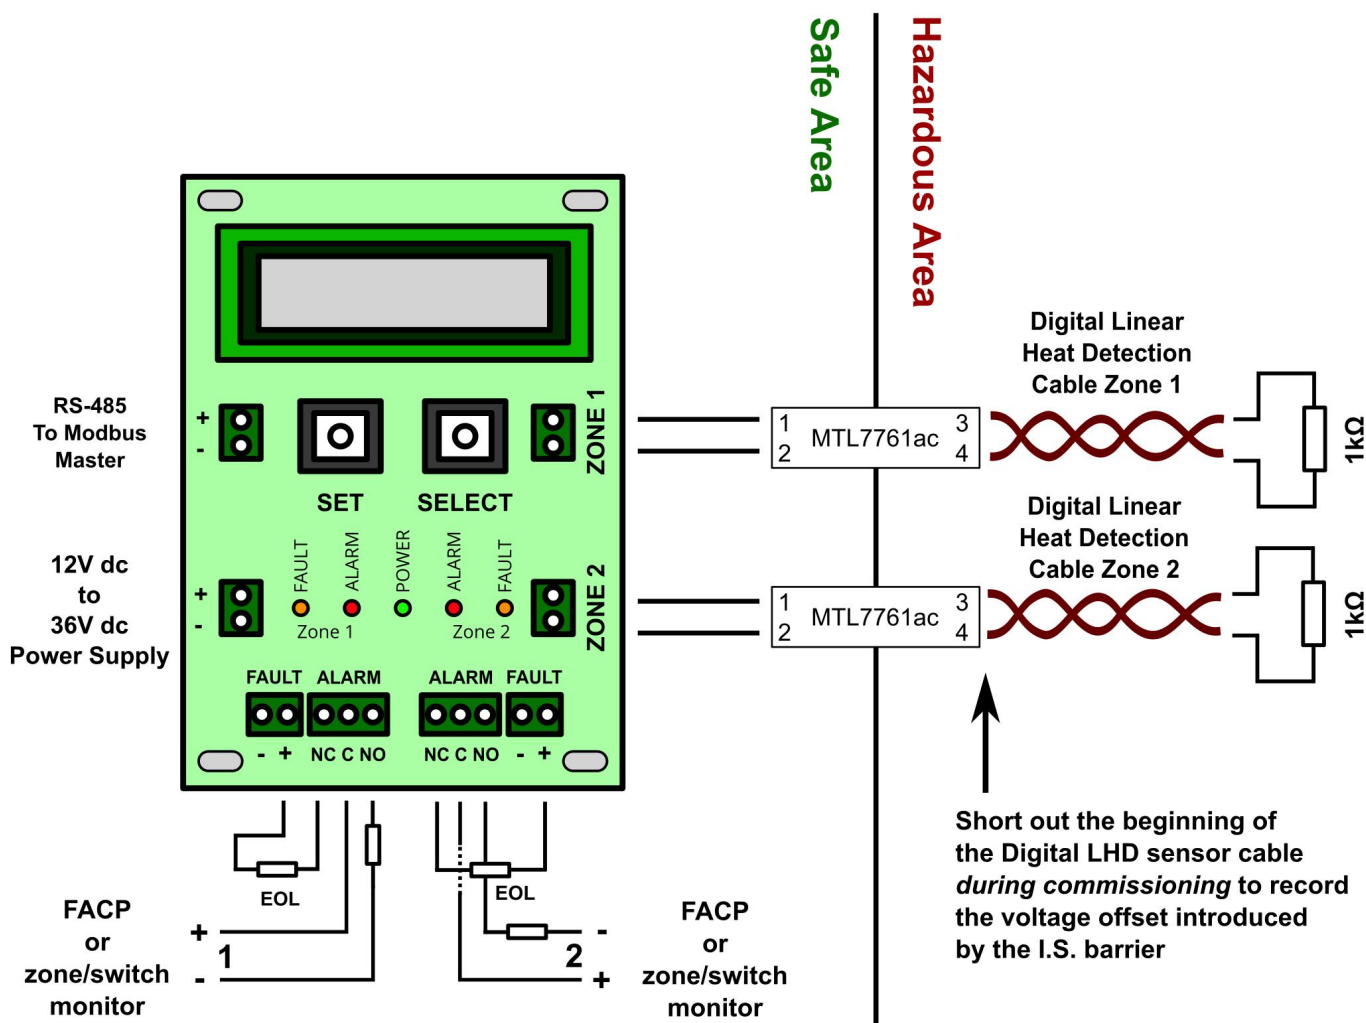 Safe Area
Hazardous Area
Digital Linear
Heat Detection
Cable Zone 1
RS-485
To Modbus
Master
+
-
SET
SELECT
ZONE 1
1
2
MTL7761ac
3
4
1kΩ
12V dc
to
36V dc
Power Supply
+
-
FAULT
ALARM
POWER
ALARM
FAULT
Zone 1
Zone 2
ZONE 2
Digital Linear
Heat Detection
Cable Zone 2
1
2
MTL7761ac
3
4
1kΩ
FAULT ALARM
ALARM FAULT
- + NC C NO
NC C NO - +
EOL
EOL
FACP
or
zone/switch
monitor
+
-
1
2
-
+
FACP
or
zone/switch
monitor
Short out the beginning of
the Digital LHD sensor cable
during commissioning to record
the voltage offset introduced
by the I.S. barrier